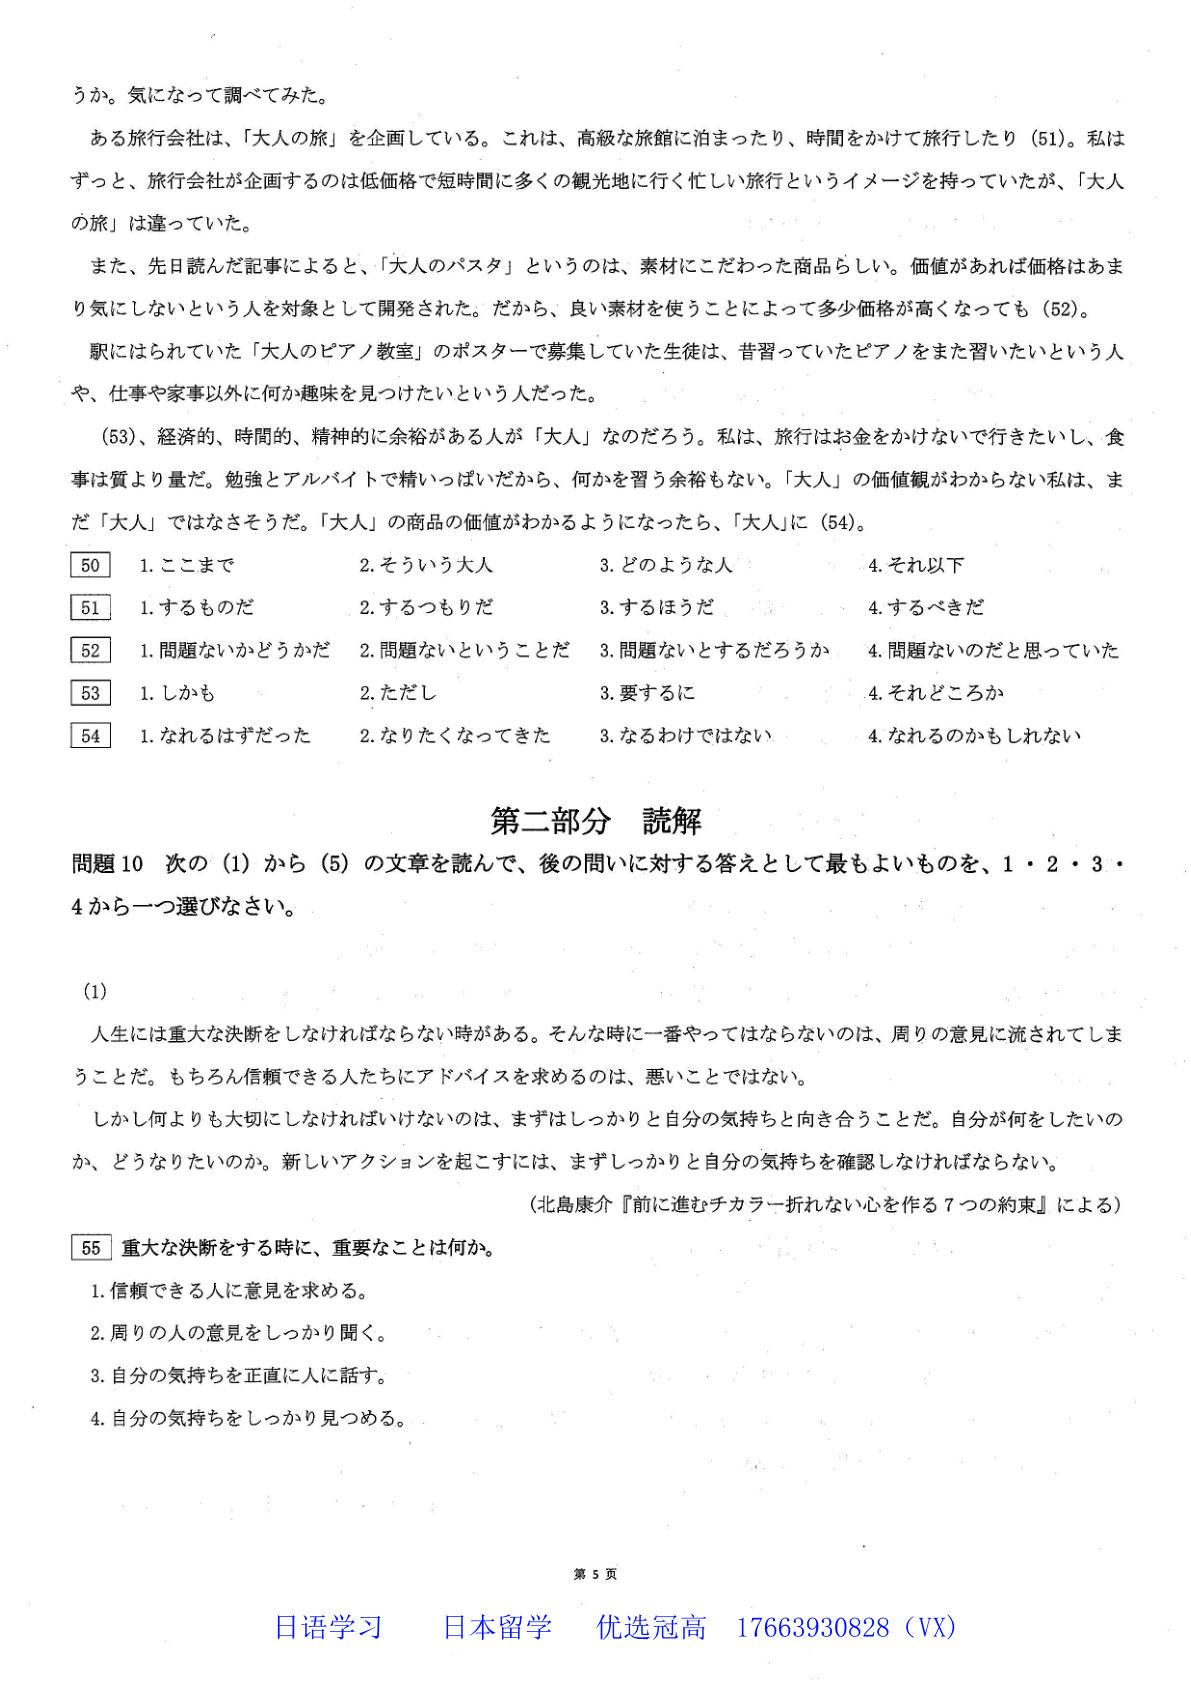 うか。気になって調べてみた。
ある旅行会社は、「大人の旅」を企画している。これは、高級な旅館に泊まったり、時間をかけて旅行したり（51）。私は
ずっと、旅行会社が企画するのは低価格で短時間に多くの観光地に行く忙しい旅行というイメージを持っていたが、「大人
の旅」は違っていた。
また、先日読んだ記事によると、「大人のパスタ」というのは、素材にこだわった商品らしい。価値があれば価格はあま
り気にしないという人を対象として開発された。だから、良い素材を使うことによって多少価格が高くなっても（52）。
駅にはられていた「大人のピアノ教室」のポスターで募集していた生徒は、昔習っていたピアノをまた習いたいという人
や、仕事や家事以外に何か趣味を見つけたいという人だった。
（53）、経済的、時間的、精神的に余裕がある人が「大人」なのだろう。私は、旅行はお金をかけないで行きたいし、食
事は質より量だ。勉強とアルバイトで精いっぱいだから、何かを習う余裕もない。「大人」の価値観がわからない私は、ま
だ「大人」ではなさそうだ。「大人」の商品の価値がわかるようになったら、「大人」に（54）。
50 1. ここまで 2. そういう大人 3. どのような人 4. それ以下
51 1. するものだ 2. するつもりだ 3. するほうだ 4. するべきだ
52 1. 問題ないかどうかだ 2. 問題ないということだ 3. 問題ないとするだろうか 4. 問題ないのだと思っていた
53 1. しかも 2. ただし 3. 要するに 4. それどころか
54 1. なれるはずだった 2. なりたくなってきた 3. なるわけではない 4. なれるのかもしれない
第二部分　読解
問題 10　次の（1）から（5）の文章を読んで、後の問いに対する答えとして最もよいものを、1・2・3・
4 から一つ選びなさい。
（1）
人生には重大な決断をしなければならない時がある。そんな時に一番やってはならないのは、周りの意見に流されてしま
うことだ。もちろん信頼できる人たちにアドバイスを求めるのは、悪いことではない。
しかし何よりも大切にしなければいけないのは、まずはしっかりと自分の気持ちと向き合うことだ。自分が何をしたいの
か、どうなりたいのか。新しいアクションを起こすには、まずしっかりと自分の気持ちを確認しなければならない。
（北島康介『前に進むチカラー折れない心を作る７つの約束』による）
55 重大な決断をする時に、重要なことは何か。
1. 信頼できる人に意見を求める。
2. 周りの人の意見をしっかり聞く。
3. 自分の気持ちを正直に人に話す。
4. 自分の気持ちをしっかり見つめる。
第 5 页
日语学习　日本留学　优选冠高　17663930828（VX）